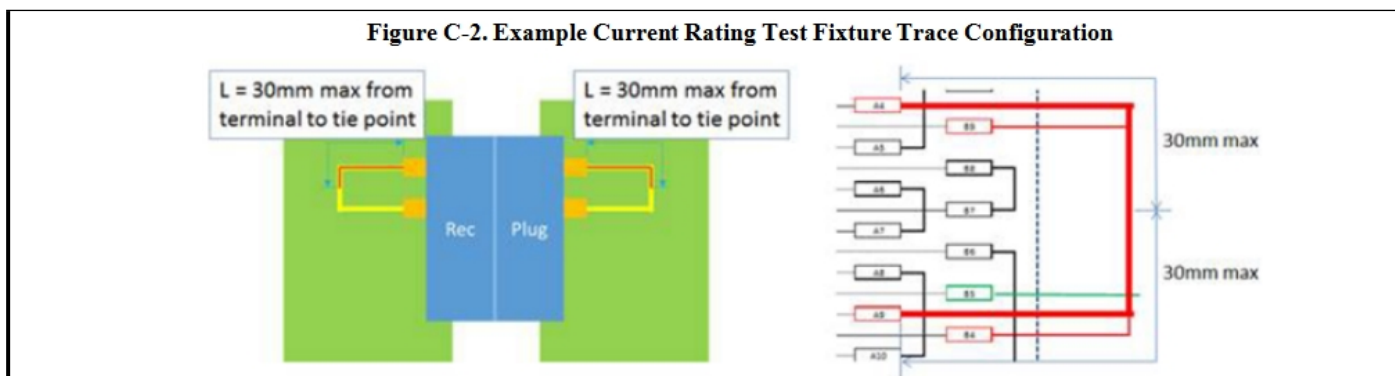 Figure C-2. Example Current Rating Test Fixture Trace Configuration
L = 30mm max from
terminal to tie point
L = 30mm max from
terminal to tie point
Rec
Plug
A4
B9
A5
B8
A6
B7
A7
B6
A8
B5
A9
B4
A10
30mm max
30mm max